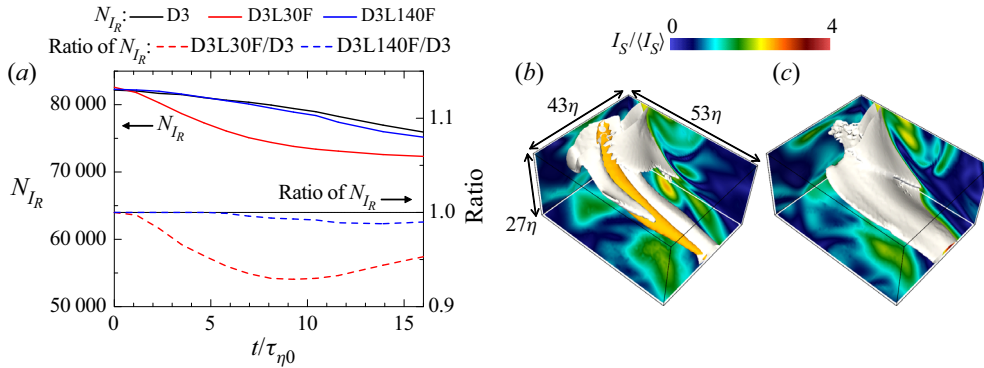 N_{I_R}: D3 D3L30F D3L140F
Ratio of N_{I_R}: D3L30F/D3 D3L140F/D3
I_S/⟨I_S⟩
0 4
(a) (b) (c)
80 000
70 000
60 000
50 000
N_{I_R}
N_{I_R}
Ratio of N_{I_R}
1.1
1.0
0.9
Ratio
0 5 10 15
t/τ_{η0}
43η
53η
27η